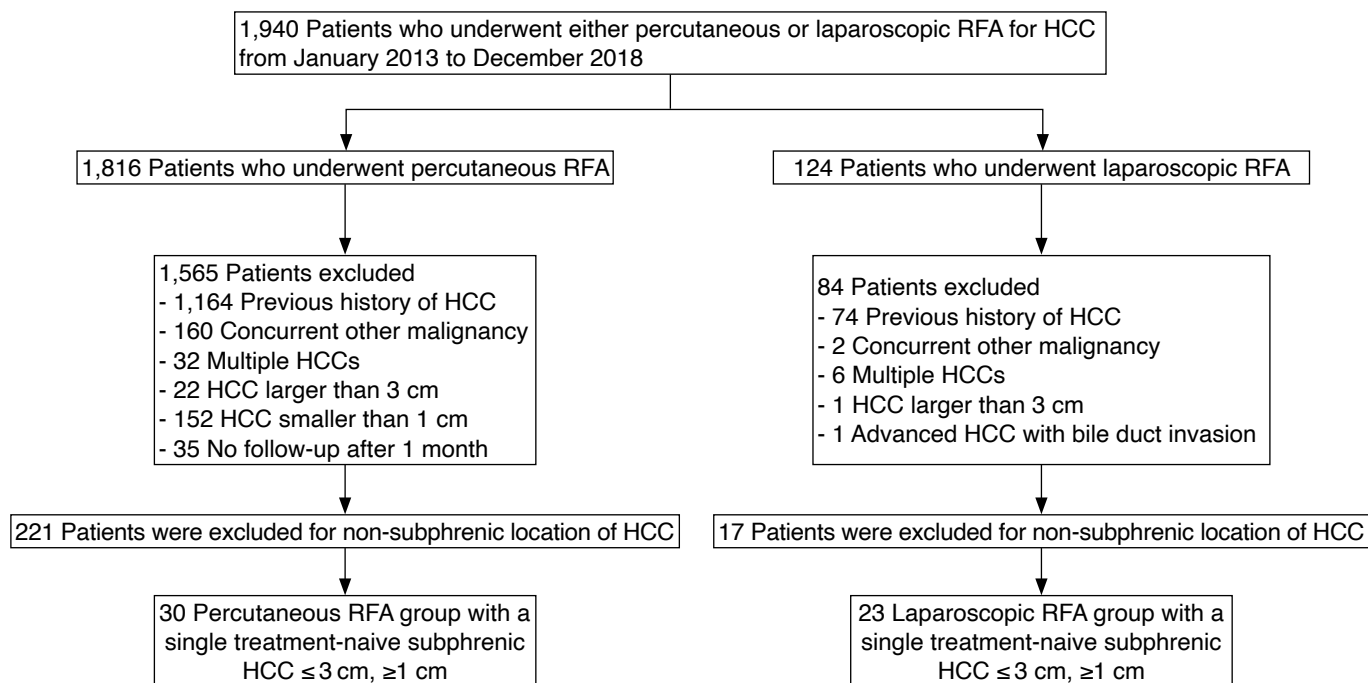 1,940 Patients who underwent either percutaneous or laparoscopic RFA for HCC
from January 2013 to December 2018
1,816 Patients who underwent percutaneous RFA
124 Patients who underwent laparoscopic RFA
1,565 Patients excluded
- 1,164 Previous history of HCC
- 160 Concurrent other malignancy
- 32 Multiple HCCs
- 22 HCC larger than 3 cm
- 152 HCC smaller than 1 cm
- 35 No follow-up after 1 month
84 Patients excluded
- 74 Previous history of HCC
- 2 Concurrent other malignancy
- 6 Multiple HCCs
- 1 HCC larger than 3 cm
- 1 Advanced HCC with bile duct invasion
221 Patients were excluded for non-subphrenic location of HCC
17 Patients were excluded for non-subphrenic location of HCC
30 Percutaneous RFA group with a
single treatment-naive subphrenic
HCC ≤3 cm, ≥1 cm
23 Laparoscopic RFA group with a
single treatment-naive subphrenic
HCC ≤3 cm, ≥1 cm